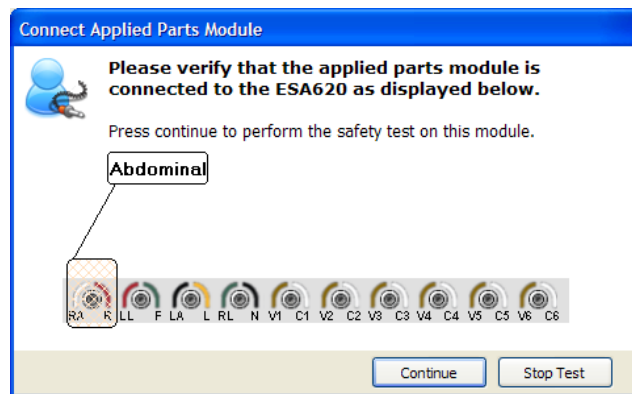 Connect Applied Parts Module
Please verify that the applied parts module is
connected to the ESA620 as displayed below.
Press continue to perform the safety test on this module.
Abdominal
RA R LL F LA L RL N V1 C1 V2 C2 V3 C3 V4 C4 V5 C5 V6 C6
Continue Stop Test